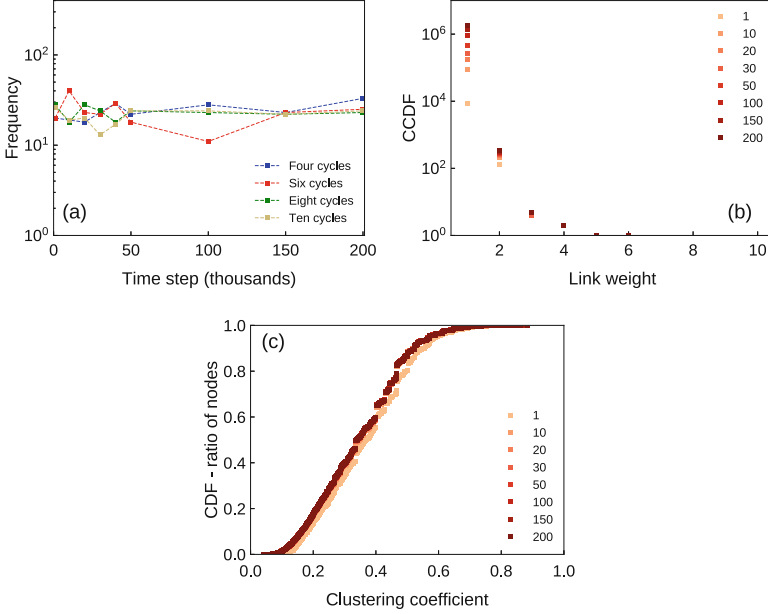 Frequency
10²
10¹
10⁰
(a)
Four cycles
Six cycles
Eight cycles
Ten cycles
0 50 100 150 200
Time step (thousands)
CCDF
10⁶
10⁴
10²
10⁰
1
10
20
30
50
100
150
200
(b)
2 4 6 8 10
Link weight
CDF - ratio of nodes
1.0
0.8
0.6
0.4
0.2
0.0
(c)
1
10
20
30
50
100
150
200
0.0 0.2 0.4 0.6 0.8 1.0
Clustering coefficient